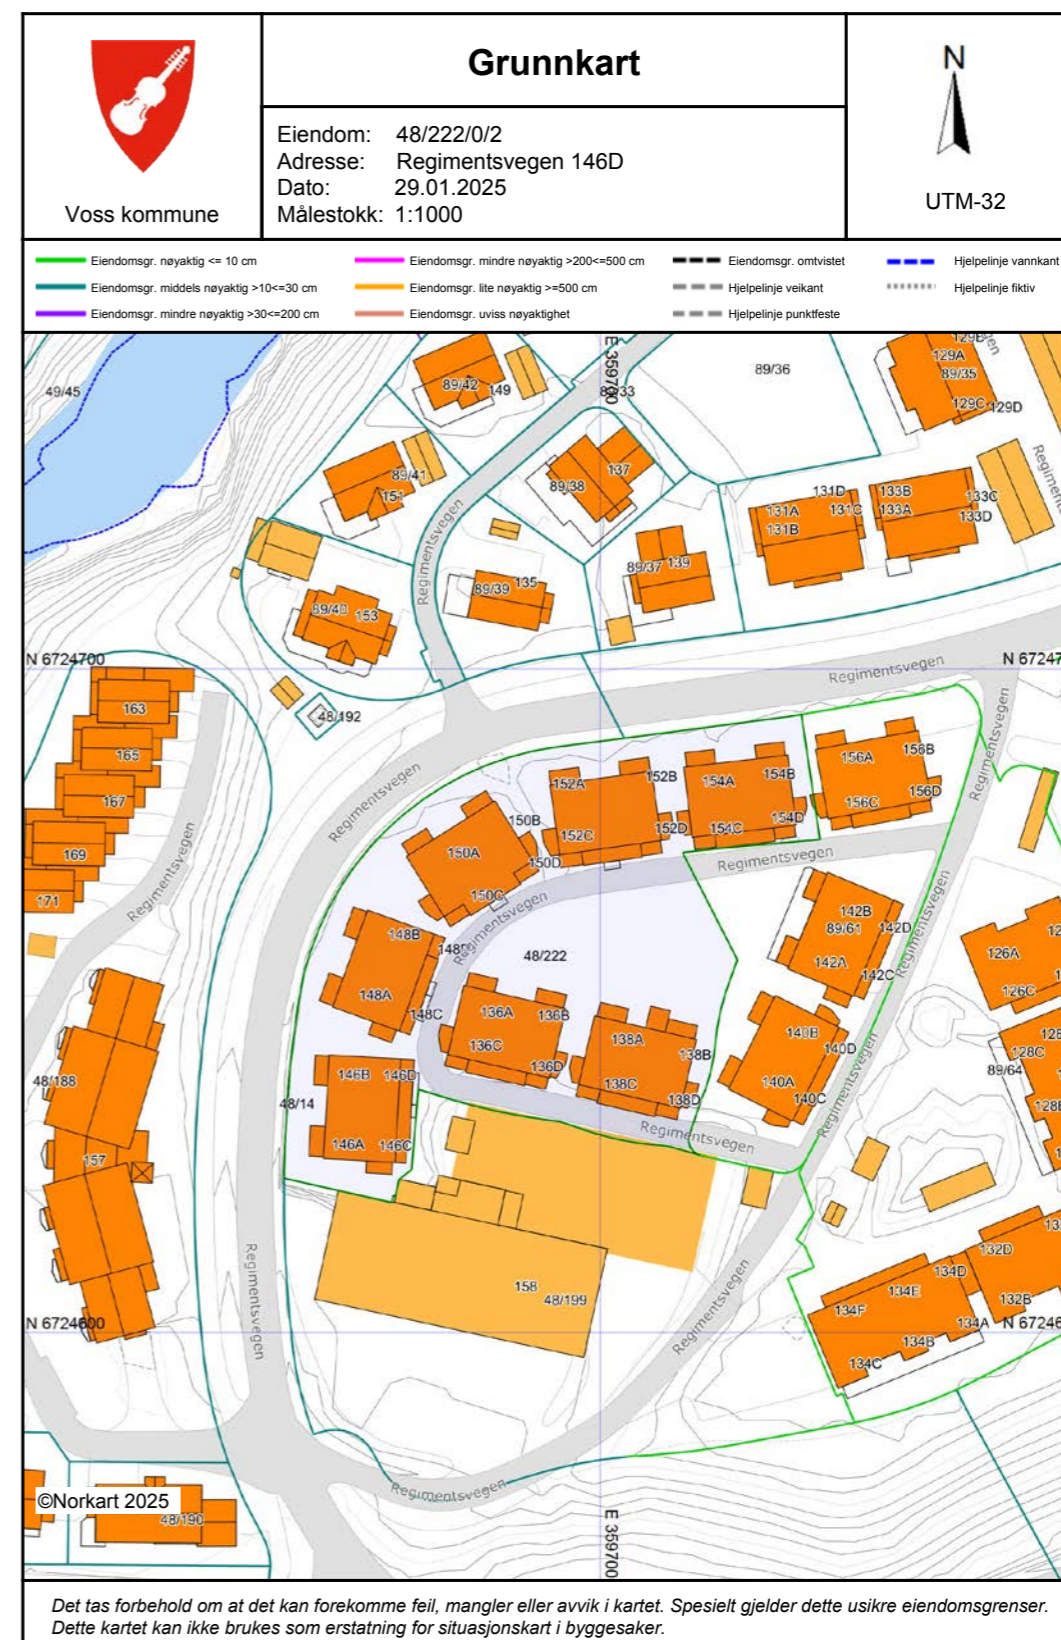 Voss kommune
Grunnkart
Eiendom: 48/222/0/2
Adresse: Regimentsvegen 146D
Dato: 29.01.2025
Målestokk: 1:1000
N
UTM-32
Eiendomsgr. nøyaktig <= 10 cm
Eiendomsgr. middels nøyaktig >10<=30 cm
Eiendomsgr. mindre nøyaktig >30<=200 cm
Eiendomsgr. mindre nøyaktig >200<=500 cm
Eiendomsgr. lite nøyaktig >=500 cm
Eiendomsgr. uviss nøyaktighet
Eiendomsgr. omtvistet
Hjelpelinje veikant
Hjelpelinje punktfeste
Hjelpelinje vannkant
Hjelpelinje fiktiv
49/45
89/42
149
E 359700
89/36
129A
89/35
129C
129D
89/41
151
89/38
137
131D
131A
131C
131B
133B
133A
133C
133D
Regimentsvegen
89/39
135
89/37
139
89/40
153
N 6724700
Regimentsvegen
163
48/192
165
167
169
171
Regimentsvegen
Regimentsvegen
Regimentsvegen
156A
156B
156C
156D
152A
152B
152C
152D
154A
154B
154C
154D
150A
150B
150C
150D
Regimentsvegen
Regimentsvegen
148B
148A
148C
48/222
142B
89/61
142D
142A
142C
Regimentsvegen
126A
126C
136A
136B
136C
136D
138A
138B
138C
138D
140B
140D
140A
140C
128C
89/64
48/188
146B
146D
146A
146C
48/14
157
Regimentsvegen
Regimentsvegen
158
48/199
Regimentsvegen
Regimentsvegen
132D
132B
134D
134E
134F
134A
134B
134C
N 6724600
Regimentsvegen
©Norkart 2025
48/190
E 359700
Det tas forbehold om at det kan forekomme feil, mangler eller avvik i kartet. Spesielt gjelder dette usikre eiendomsgrenser.
Dette kartet kan ikke brukes som erstatning for situasjonskart i byggesaker.